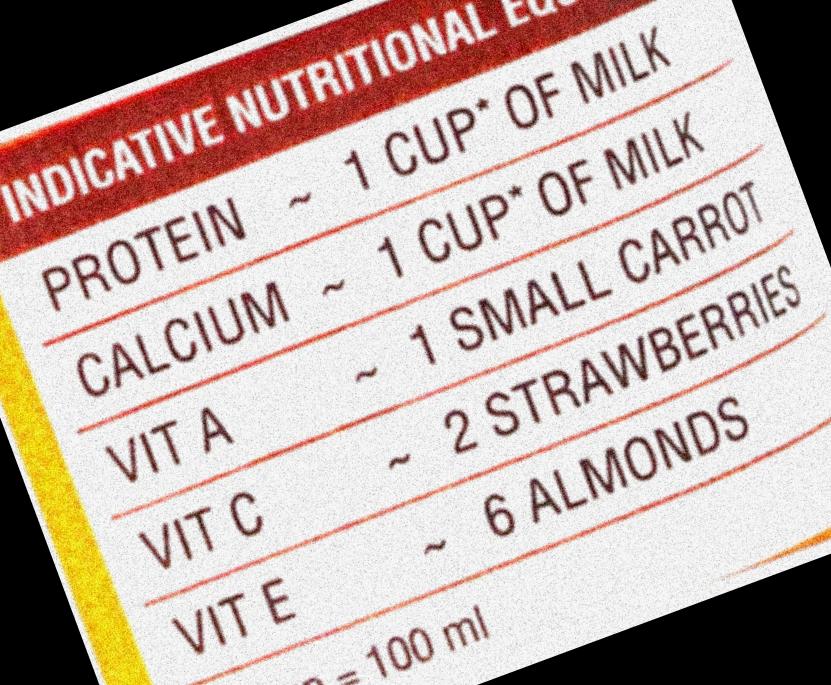 INDICATIVE NUTRITIONAL
PROTEIN ~ 1 CUP* OF MILK
CALCIUM ~ 1 CUP* OF MILK
VIT A ~ 1 SMALL CARROT
VIT C ~ 2 STRAWBERRIES
VIT E ~ 6 ALMONDS
= 100 ml